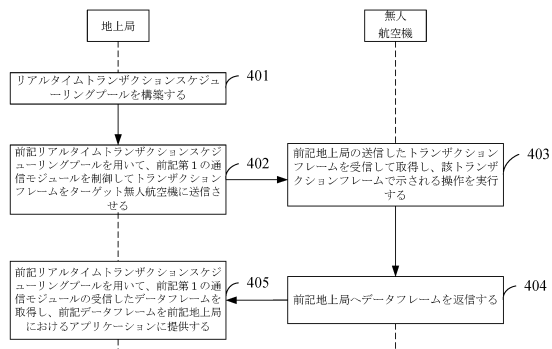 地上局
無人
航空機
リアルタイムトランザクションスケジュ
ーリングプールを構築する
401
前記リアルタイムトランザクションスケジ
ューリングプールを用いて、前記第１の通
信モジュールを制御してトランザクション
フレームをターゲット無人航空機に送信さ
せる
402
前記地上局の送信したトランザクション
フレームを受信して取得し、該トランザ
クションフレームで示される操作を実行
する
403
前記リアルタイムトランザクションスケジ
ューリングプールを用いて、前記第１の通
信モジュールの受信したデータフレームを
取得し、前記データフレームを前記地上局
におけるアプリケーションに提供する
405
前記地上局へデータフレームを返信する
404